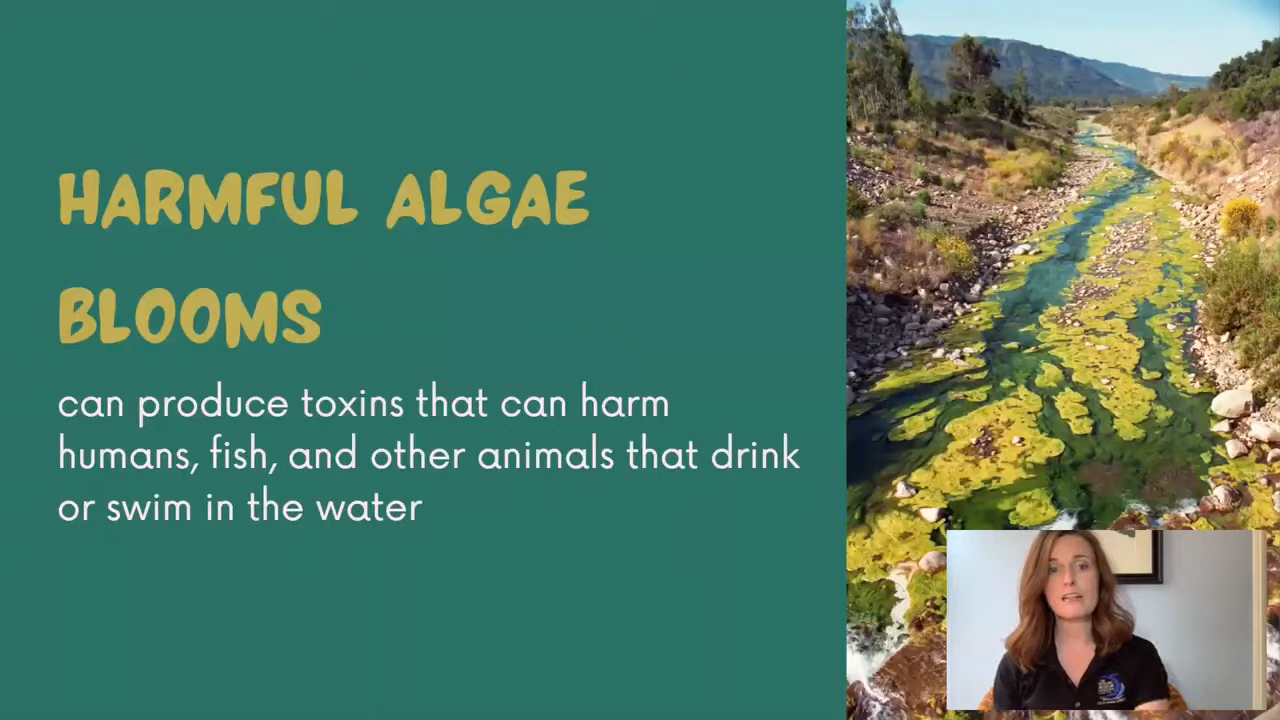 HARMFUL ALGAE
BLOOMS
can produce toxins that can harm
humans, fish, and other animals that drink
or swim in the water